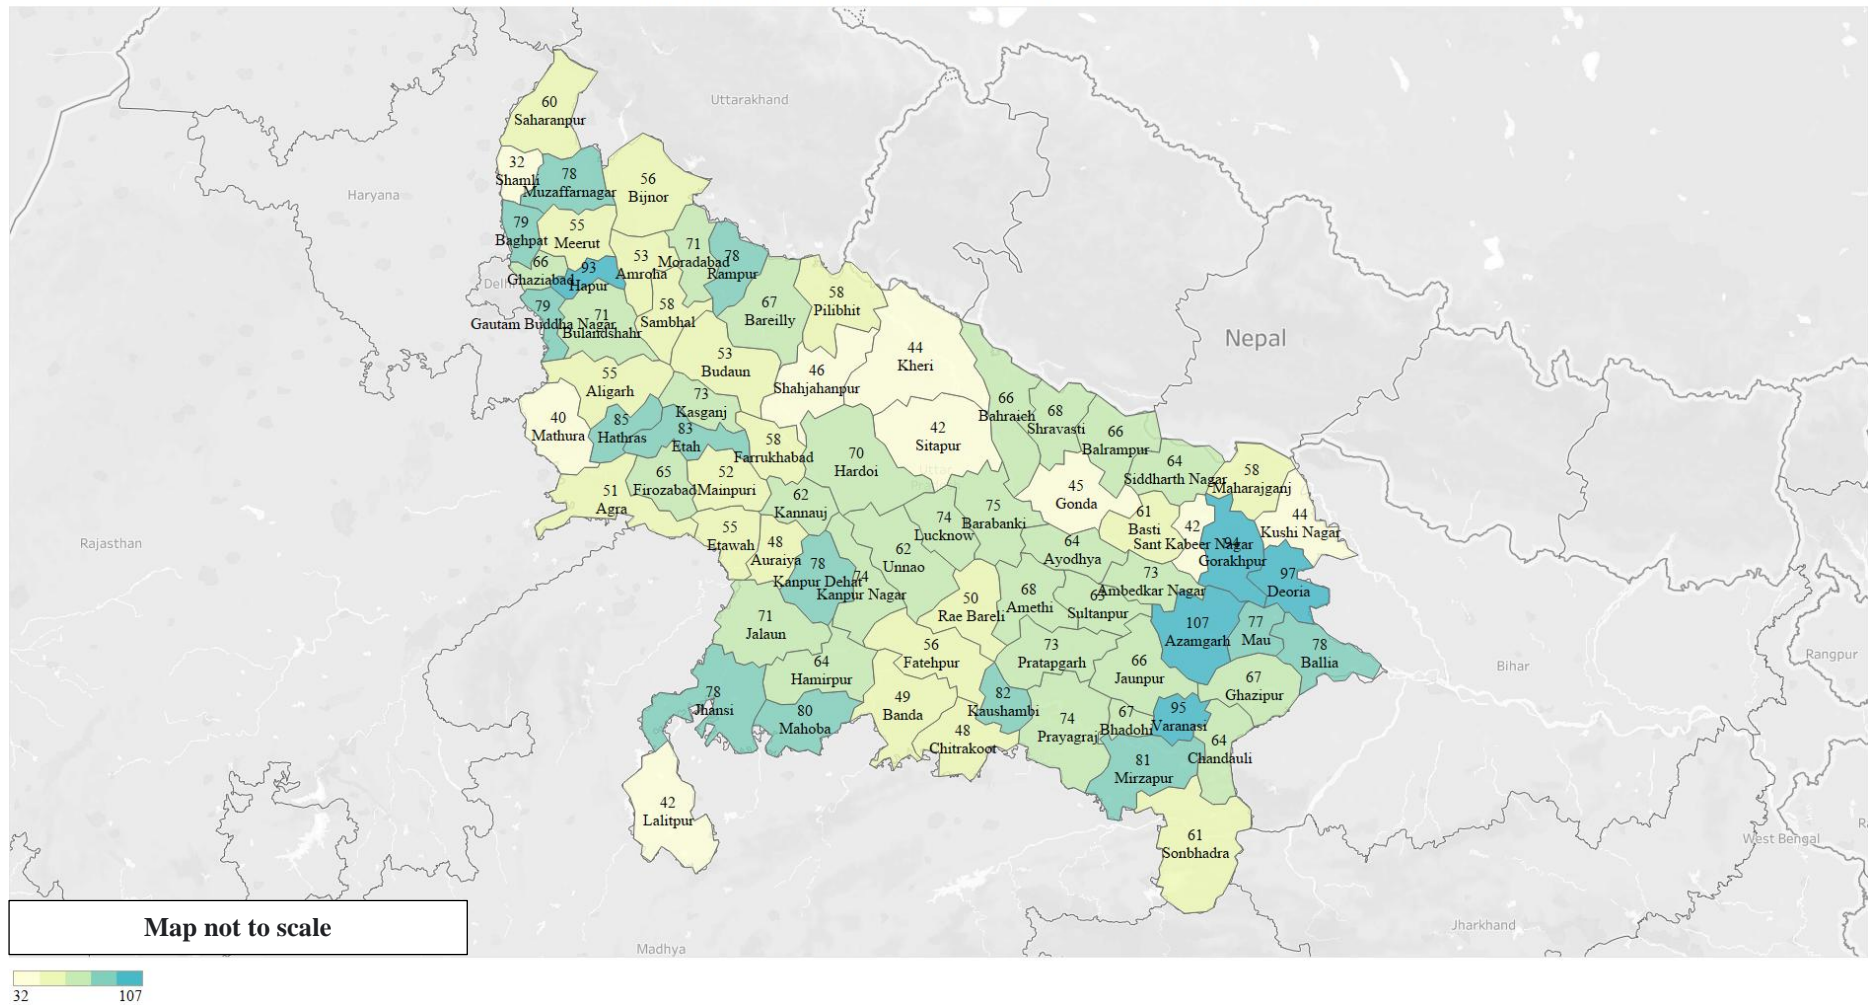 Uttarakhand
60
Saharanpur
32
Shamli
78
Muzaffarnagar
56
Bijnor
Haryana
79
Baghpat
55
Meerut
71
Moradabad
78
Rampur
53
Amroha
66
Ghaziabad
93
Hapur
Delhi
79
Gautam Buddha Nagar
71
Bulandshahr
58
Sambhal
67
Bareilly
58
Pilibhit
Nepal
53
Budaun
46
Shahjahanpur
44
Kheri
55
Aligarh
73
Kasganj
40
Mathura
85
Hathras
83
Etah
58
Farrukhabad
70
Hardoi
42
Sitapur
66
Bahraich
68
Shravasti
66
Balrampur
64
Siddharth Nagar
58
Maharajganj
51
Agra
65
Firozabad
52
Mainpuri
62
Kannauj
45
Gonda
61
Basti
42
Sant Kabeer Nagar
44
Kushi Nagar
94
Gorakhpur
97
Deoria
Rajasthan
55
Etawah
48
Auraiya
74
Lucknow
75
Barabanki
64
Ayodhya
62
Unnao
78
Kanpur Dehat
74
Kanpur Nagar
50
Rae Bareli
68
Amethi
Sultanpur
73
Ambedkar Nagar
107
Azamgarh
77
Mau
78
Ballia
71
Jalaun
64
Hamirpur
56
Fatehpur
73
Pratapgarh
66
Jaunpur
67
Ghazipur
Bihar
Rangpur
78
Jhansi
80
Mahoba
49
Banda
82
Kaushambi
48
Chitrakoot
74
Prayagraj
67
Bhadohi
95
Varanasi
64
Chandauli
81
Mirzapur
42
Lalitpur
61
Sonbhadra
West Bengal
Jharkhand
Madhya
Map not to scale
32 107